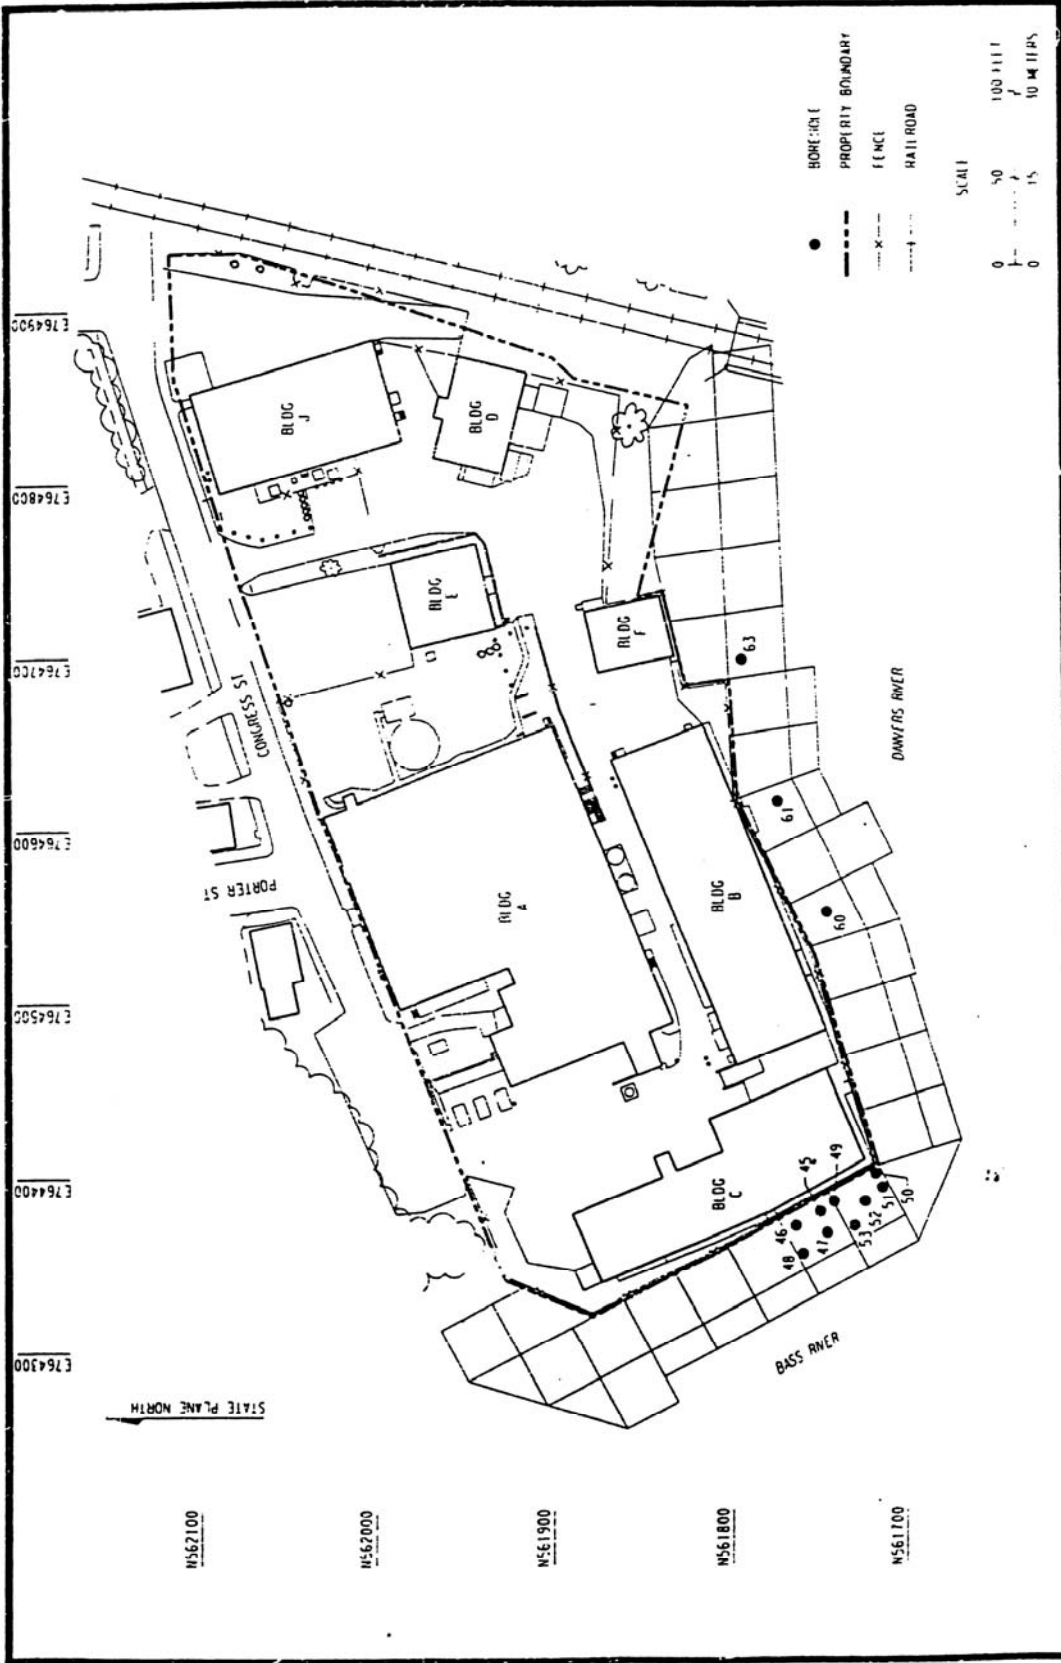 E764300
E764400
E764500
E764600
E764700
E764800
E764900
STATE PLANE NORTH
N562100
N562000
N561900
N561800
N561700
CONGRESS ST
PORTER ST
BLDG
J
BLDG
D
BLDG
E
BLDG
F
BLDG
A
BLDG
B
BLDG
C
DANVERS RIVER
BASS RIVER
45
46
47
48
49
50
51
52
53
60
61
63
BOREHOLE
PROPERTY BOUNDARY
FENCE
RAILROAD
SCALE
0 50 100 FEET
0 15 30 METERS